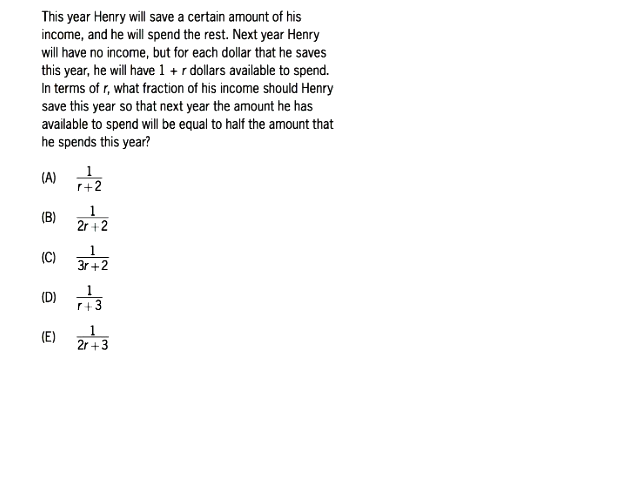 This year Henry will save a certain amount of his
income, and he will spend the rest. Next year Henry
will have no income, but for each dollar that he saves
this year, he will have 1 + r dollars available to spend.
In terms of r, what fraction of his income should Henry
save this year so that next year the amount he has
available to spend will be equal to half the amount that
he spends this year?
(A) 1
r+2
(B) 1
2r+2
(C) 1
3r+2
(D) 1
r+3
(E) 1
2r+3